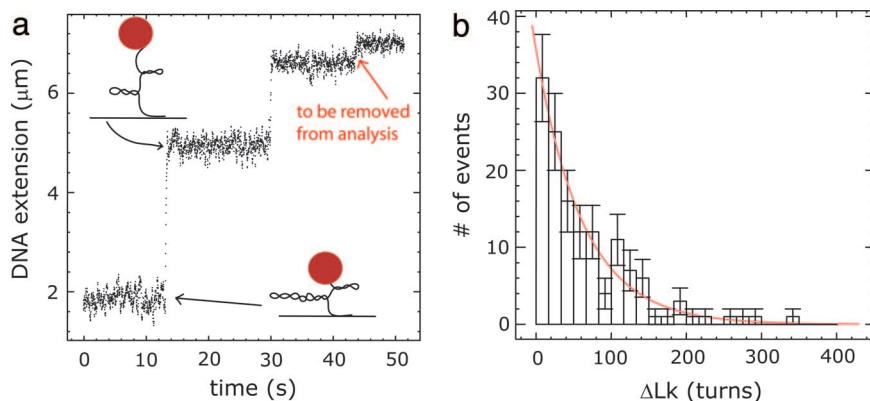 a
DNA extension (μm)
6
4
2
to be removed
from analysis
0 10 20 30 40 50
time (s)
b
# of events
40
30
20
10
0
0 100 200 300 400
ΔLk (turns)